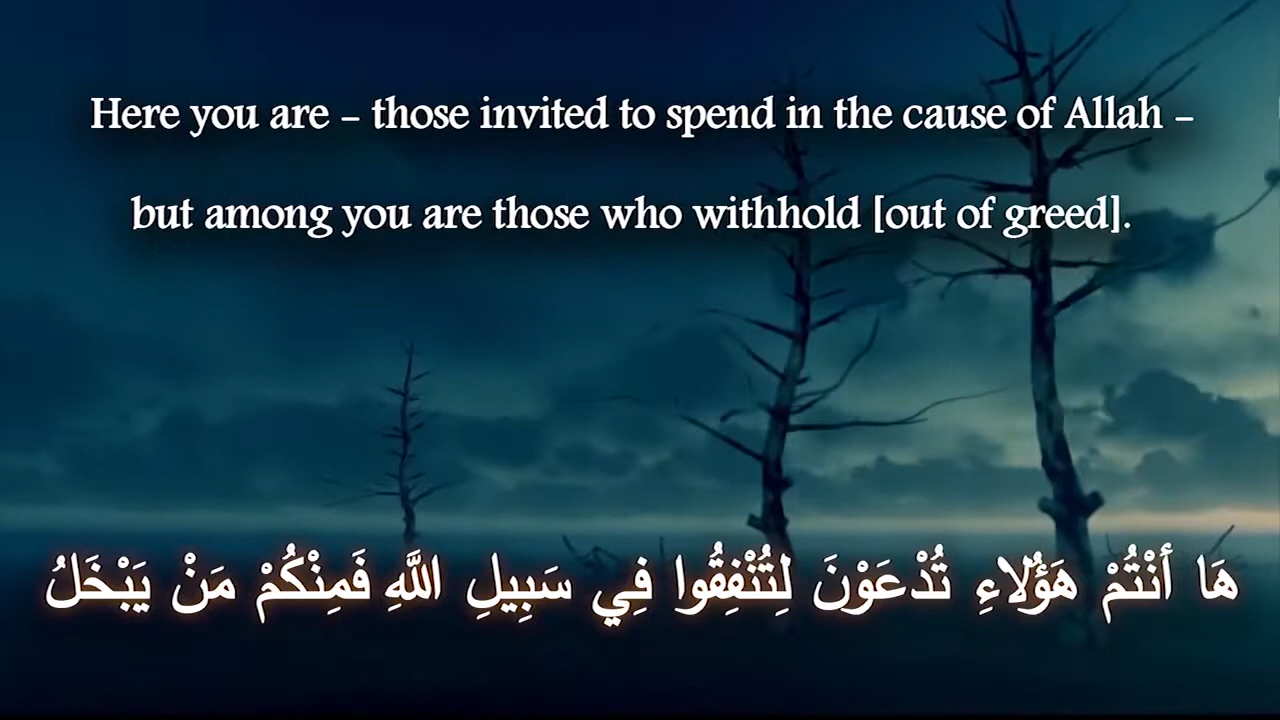 Here you are – those invited to spend in the cause of Allah –
but among you are those who withhold [out of greed].
هَا أَنْتُمْ هَؤُلاءِ تُدْعَوْنَ لِتُنْفِقُوا فِي سَبِيلِ اللَّهِ فَمِنْكُمْ مَنْ يَبْخَلُ